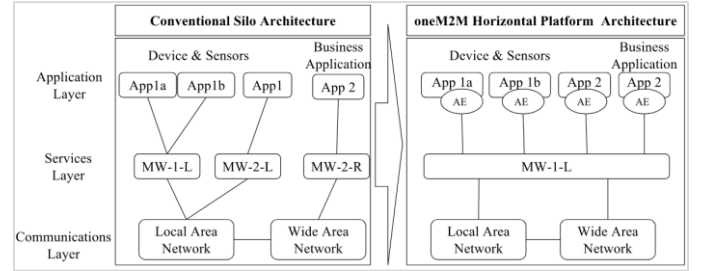 Conventional Silo Architecture
oneM2M Horizontal Platform Architecture
Application
Layer
Device & Sensors
Business
Application
App1a
App1b
App1
App 2
Device & Sensors
Business
Application
App 1a
App 1b
App 2
App 2
AE
AE
AE
AE
Services
Layer
MW-1-L
MW-2-L
MW-2-R
MW-1-L
Communications
Layer
Local Area
Network
Wide Area
Network
Local Area
Network
Wide Area
Network